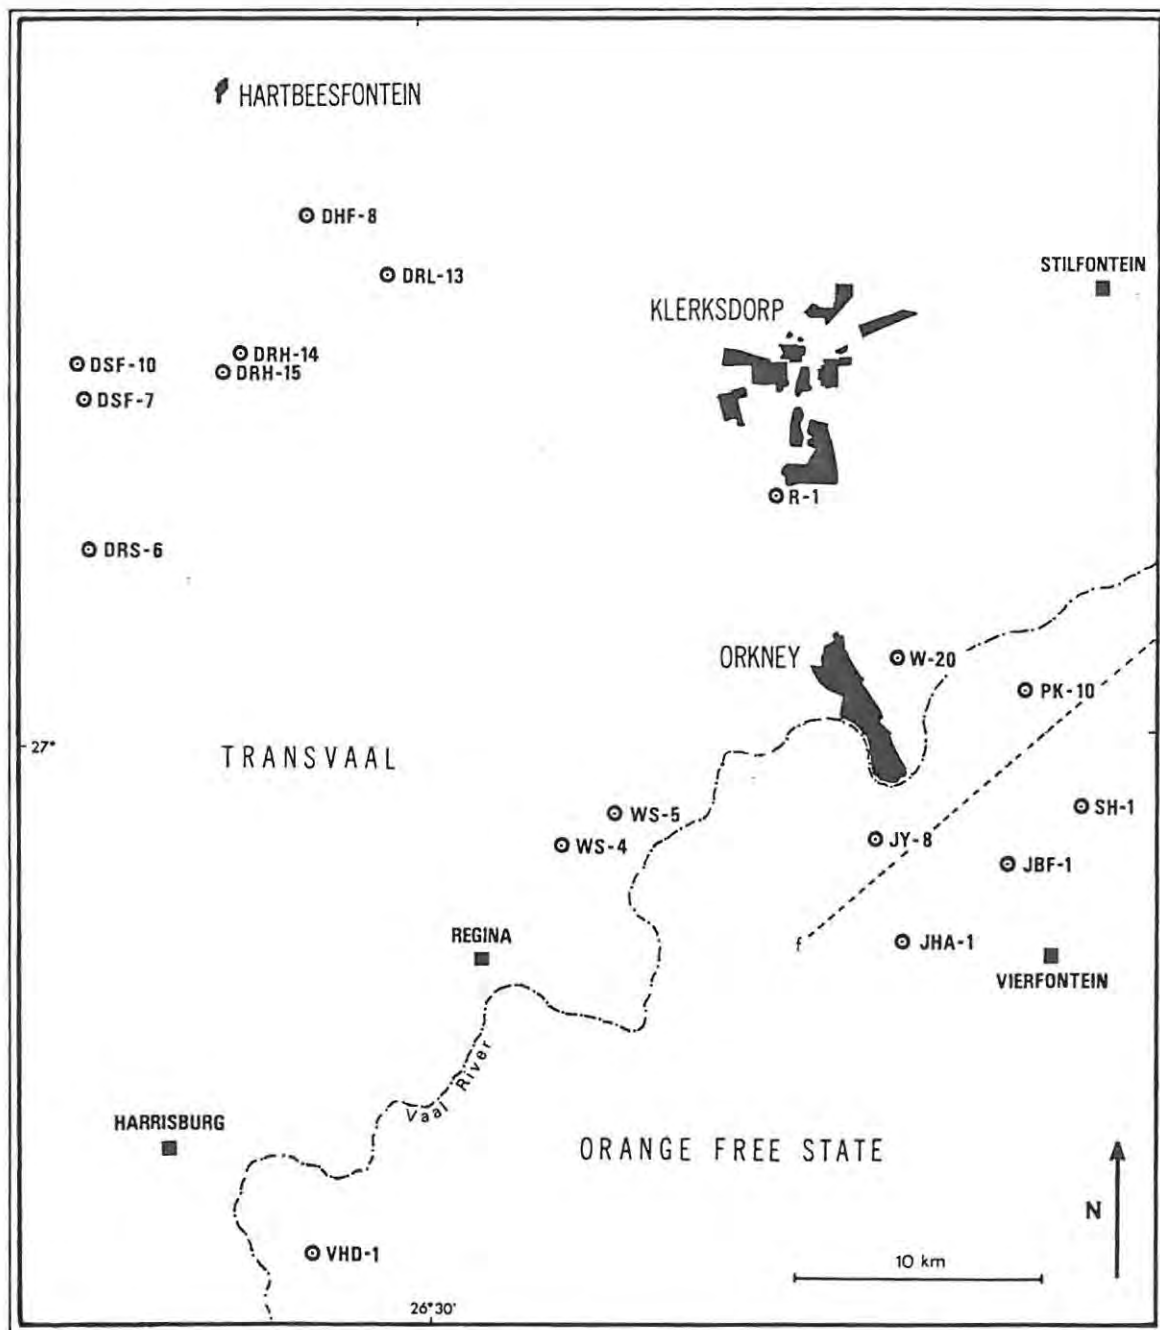 HARTBEESFONTEIN
DHF-8
DRL-13
STILFONTEIN
KLERKSDORP
DRH-14
DSF-10
DRH-15
DSF-7
R-1
DRS-6
ORKNEY
W-20
PK-10
27°
TRANSVAAL
WS-5
SH-1
WS-4
JY-8
JBF-1
REGINA
f
JHA-1
VIERFONTEIN
Vaal River
HARRISBURG
ORANGE FREE STATE
N
VHD-1
10 km
26°30'